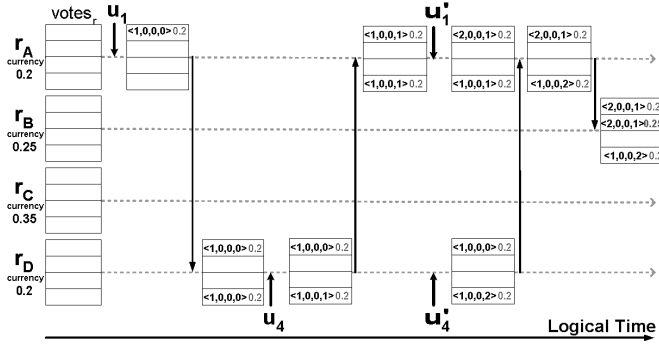 votesr u1 u'1
rA
currency
0.2
<1,0,0,0> 0.2
<1,0,0,1> 0.2
<1,0,0,1> 0.2
<2,0,0,1> 0.2
<1,0,0,1> 0.2
<2,0,0,1> 0.2
<1,0,0,2> 0.2
rB
currency
0.25
<2,0,0,1> 0.2
<2,0,0,1> 0.25
<1,0,0,2> 0.2
rC
currency
0.35
rD
currency
0.2
<1,0,0,0> 0.2
<1,0,0,0> 0.2
<1,0,0,0> 0.2
<1,0,0,1> 0.2
<1,0,0,0> 0.2
<1,0,0,2> 0.2
u4 u'4
Logical Time